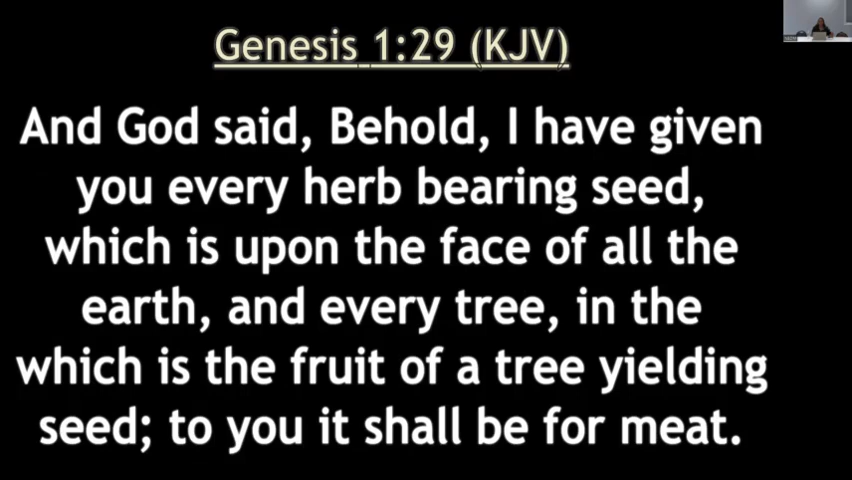 Genesis 1:29 (KJV)
And God said, Behold, I have given
you every herb bearing seed,
which is upon the face of all the
earth, and every tree, in the
which is the fruit of a tree yielding
seed; to you it shall be for meat.